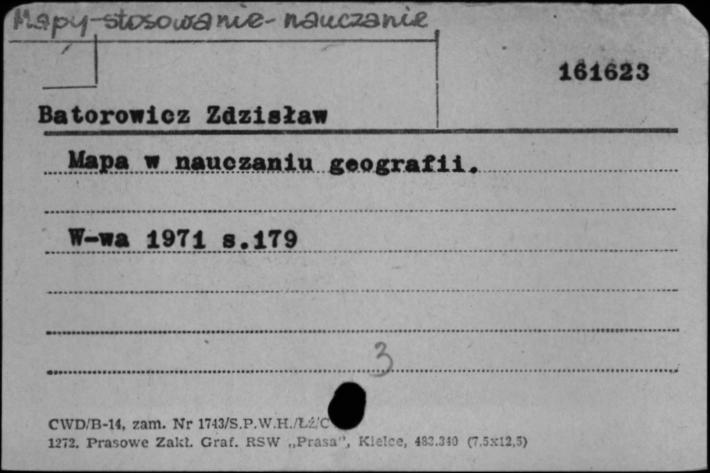 Mapy-stosowanie-nauczanie
161623
Batorowicz Zdzisław
Mapa w nauczaniu geografii.
W-wa 1971 s.179
3
CWD/B-14, zam. Nr 1743/S.P.W.H./ŁŹ/C
1272. Prasowe Zakł. Graf. RSW „Prasa”, Kielce, 483.340 (7,5x12,5)